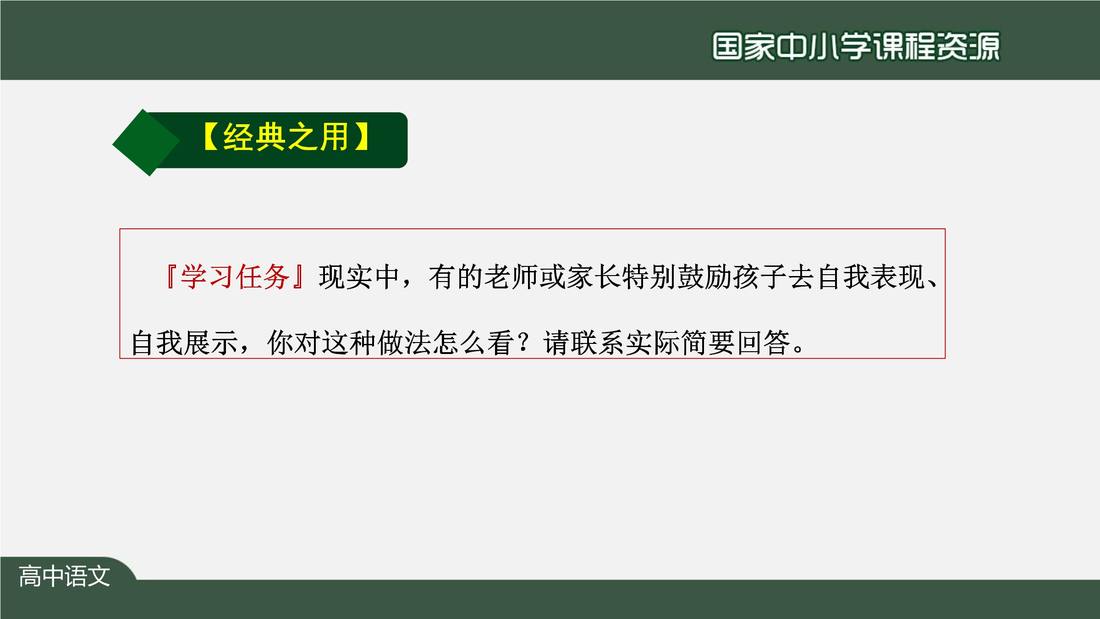 国家中小学课程资源
【经典之用】
『学习任务』现实中，有的老师或家长特别鼓励孩子去自我表现、
自我展示，你对这种做法怎么看？请联系实际简要回答。
高中语文